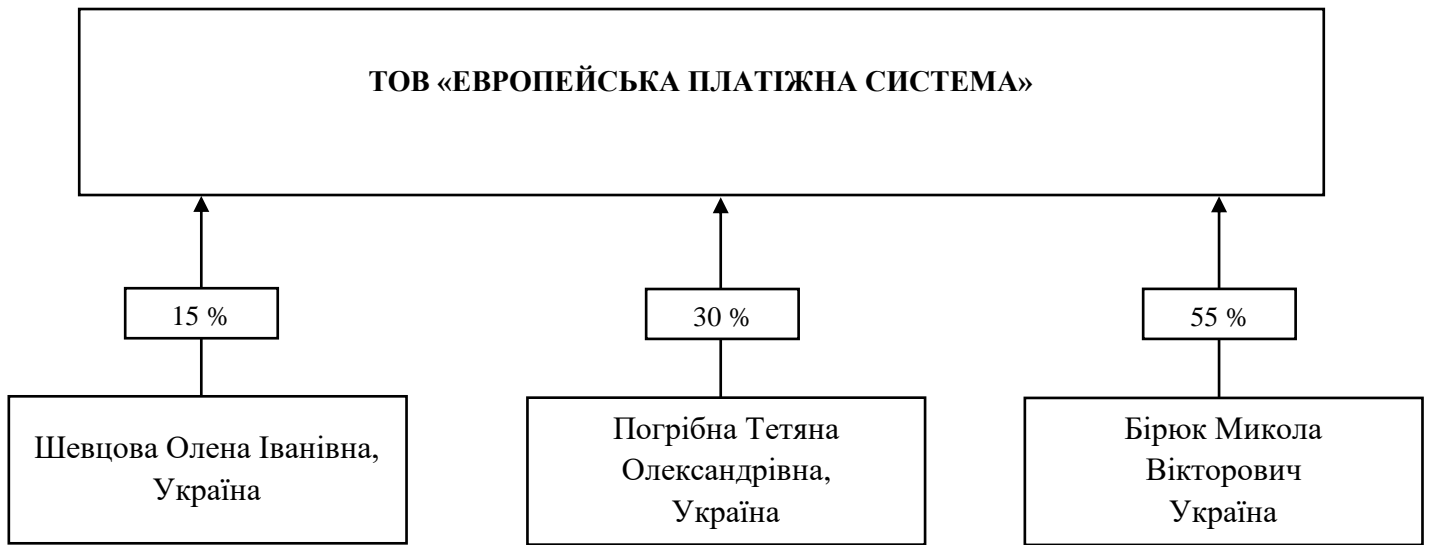 ТОВ «ЕВРОПЕЙСЬКА ПЛАТІЖНА СИСТЕМА»
15 %
30 %
55 %
Шевцова Олена Іванівна,
Україна
Погрібна Тетяна
Олександрівна,
Україна
Бірюк Микола
Вікторович
Україна